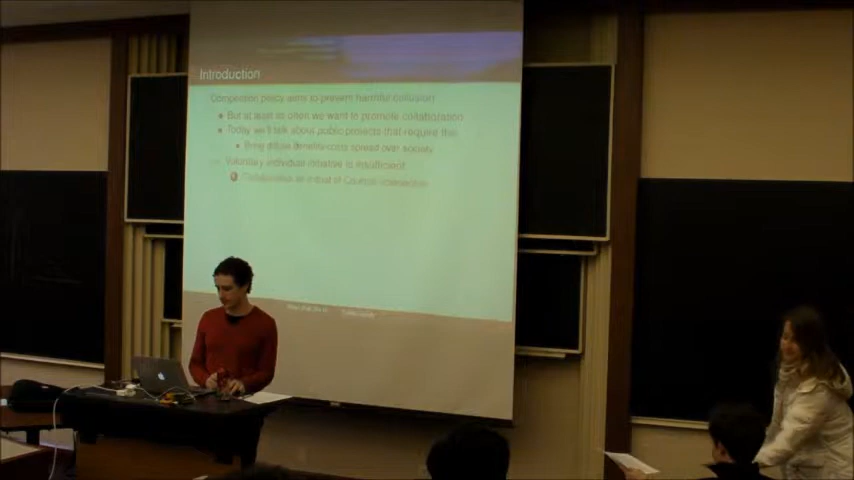 Introduction
Competition policy aims to prevent harmful collusion
But at least as often we want to promote collaboration
Today we'll talk about public projects that require this
Bring diffuse Benefits-costs spread over society
Voluntary individual initiative is insufficient
1